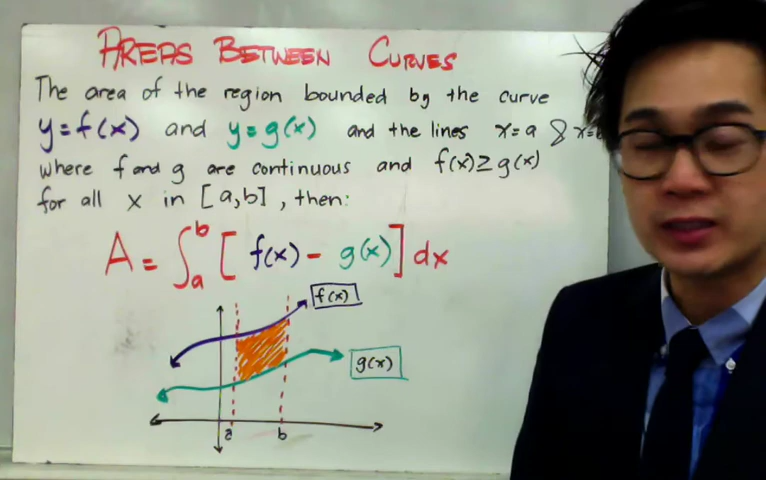 AREAS BETWEEN CURVES
The area of the region bounded by the curve
y=f(x) and y=g(x) and the lines x=a & x=b
where f and g are continuous and f(x)≥g(x)
for all x in [a,b], then:
A = ∫_a^b [f(x) - g(x)] dx
f(x)
g(x)
a b